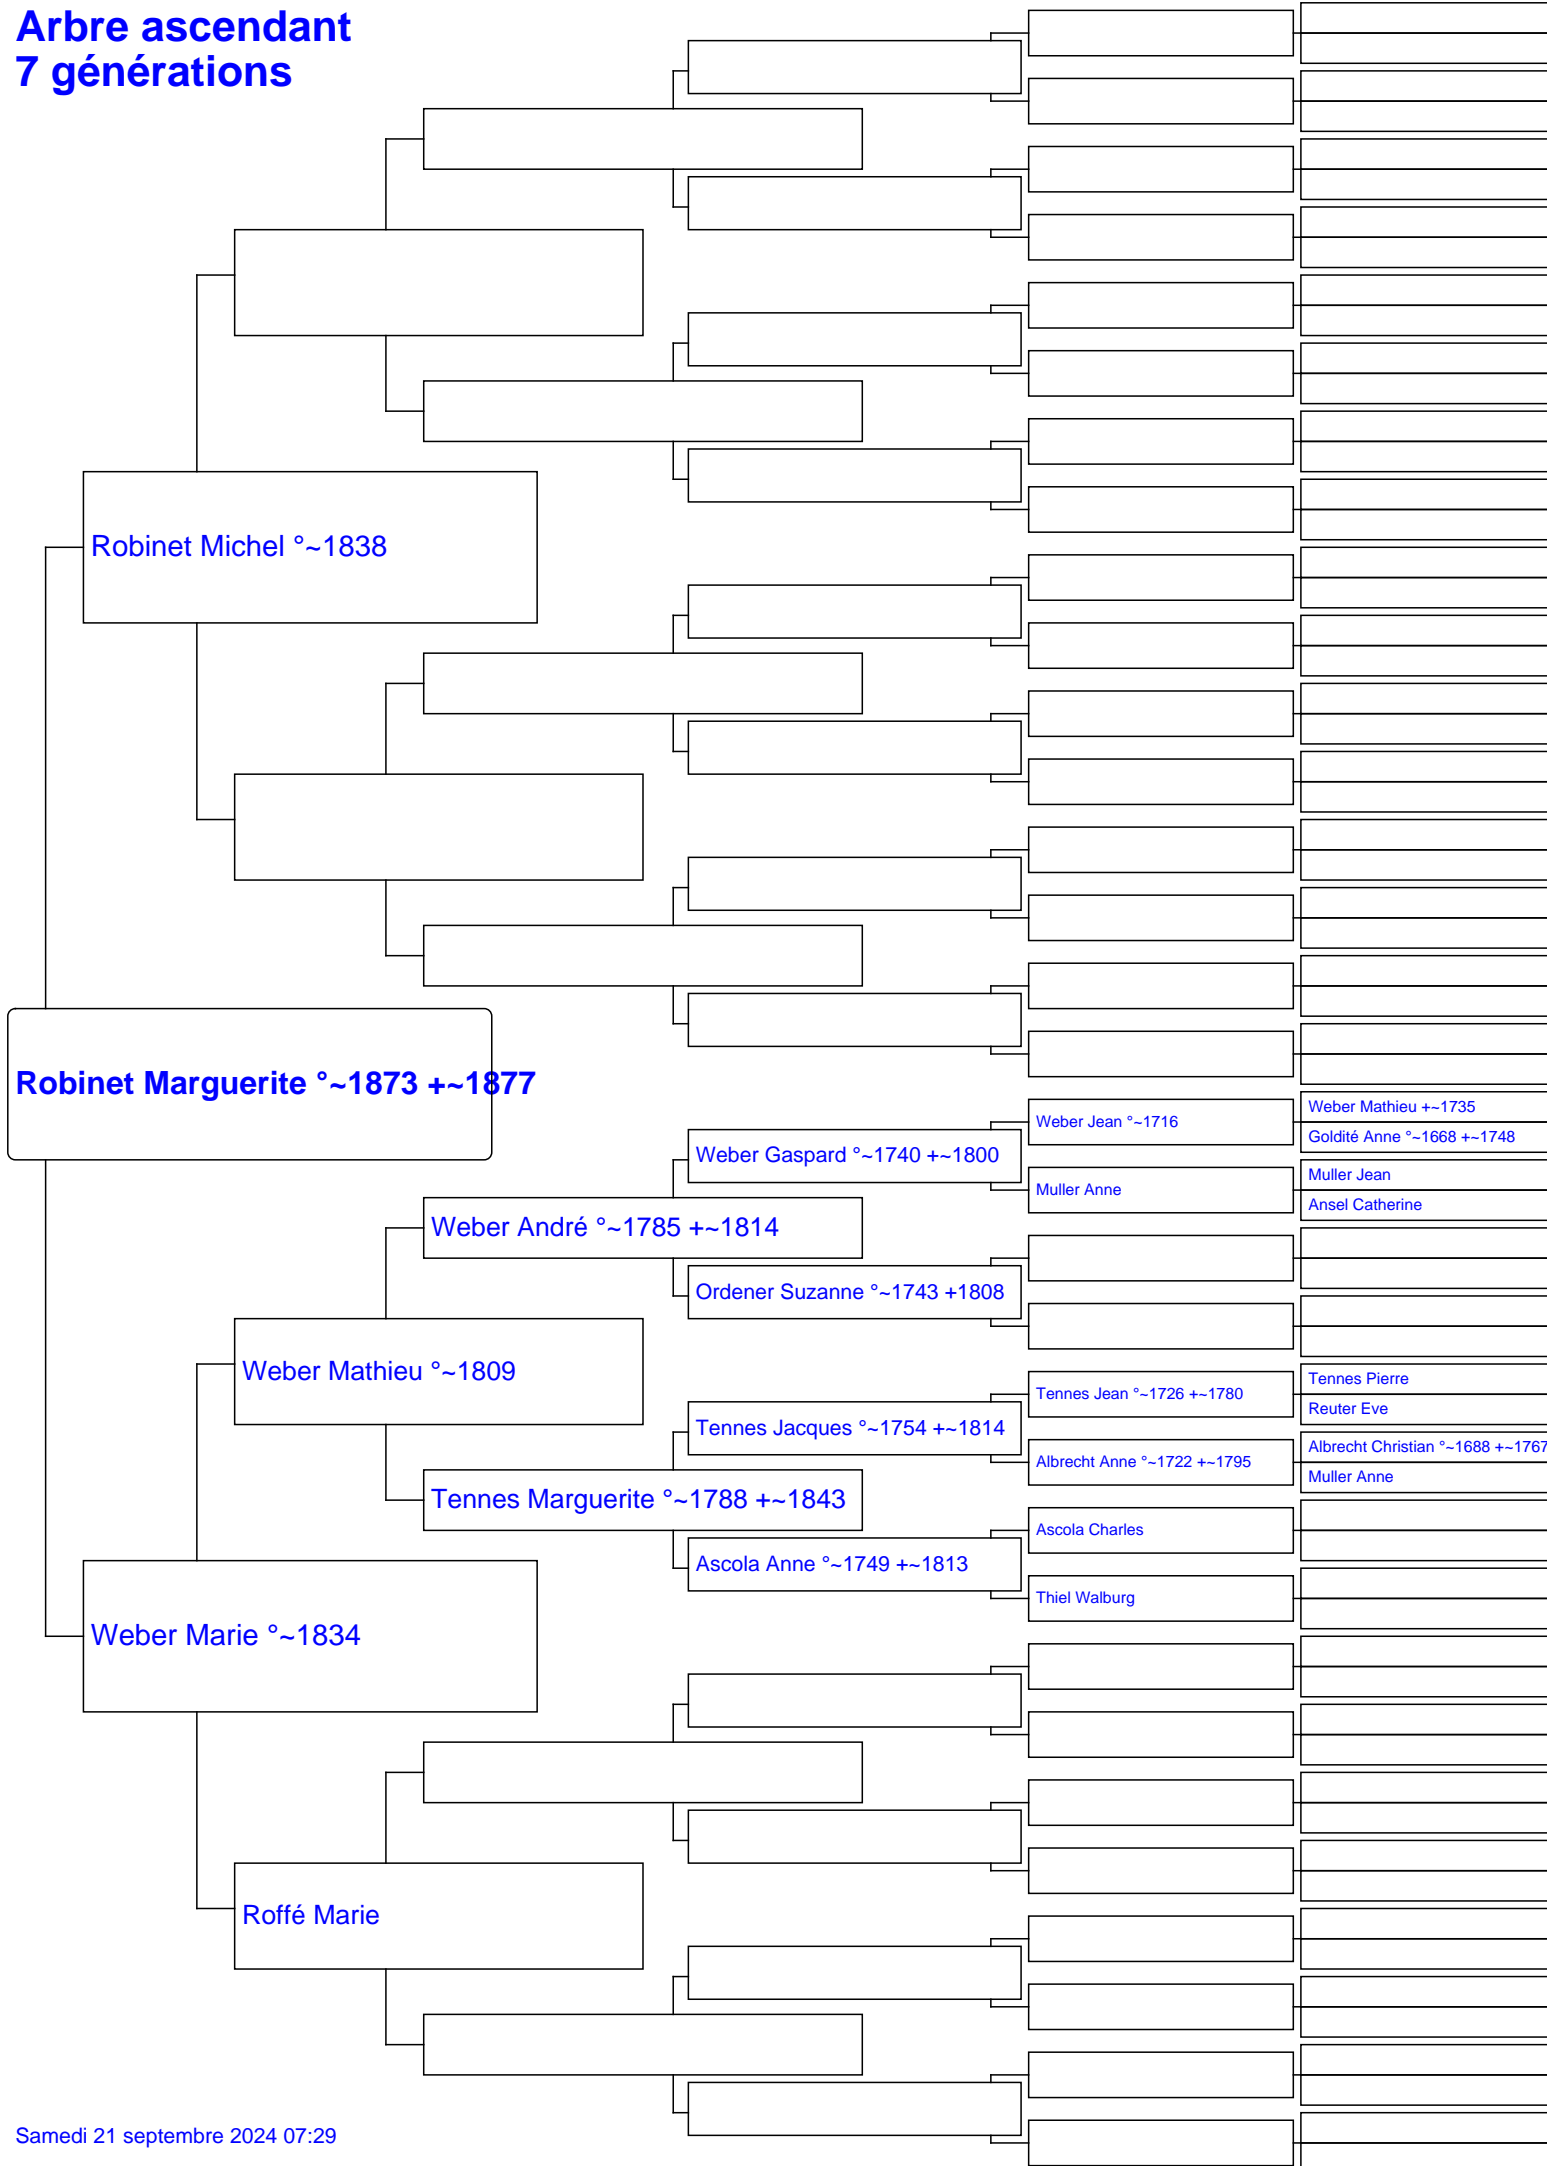 Arbre ascendant
7 générations
Robinet Michel °~1838
Robinet Marguerite °~1873 +~1877
Weber Jean °~1716
Weber Mathieu +~1735
Goldité Anne °~1668 +~1748
Weber Gaspard °~1740 +~1800
Muller Anne
Muller Jean
Ansel Catherine
Weber André °~1785 +~1814
Ordener Suzanne °~1743 +1808
Weber Mathieu °~1809
Tennes Jean °~1726 +~1780
Tennes Pierre
Reuter Eve
Tennes Jacques °~1754 +~1814
Albrecht Anne °~1722 +~1795
Albrecht Christian °~1688 +~1767
Muller Anne
Tennes Marguerite °~1788 +~1843
Ascola Charles
Ascola Anne °~1749 +~1813
Thiel Walburg
Weber Marie °~1834
Roffé Marie
Samedi 21 septembre 2024 07:29